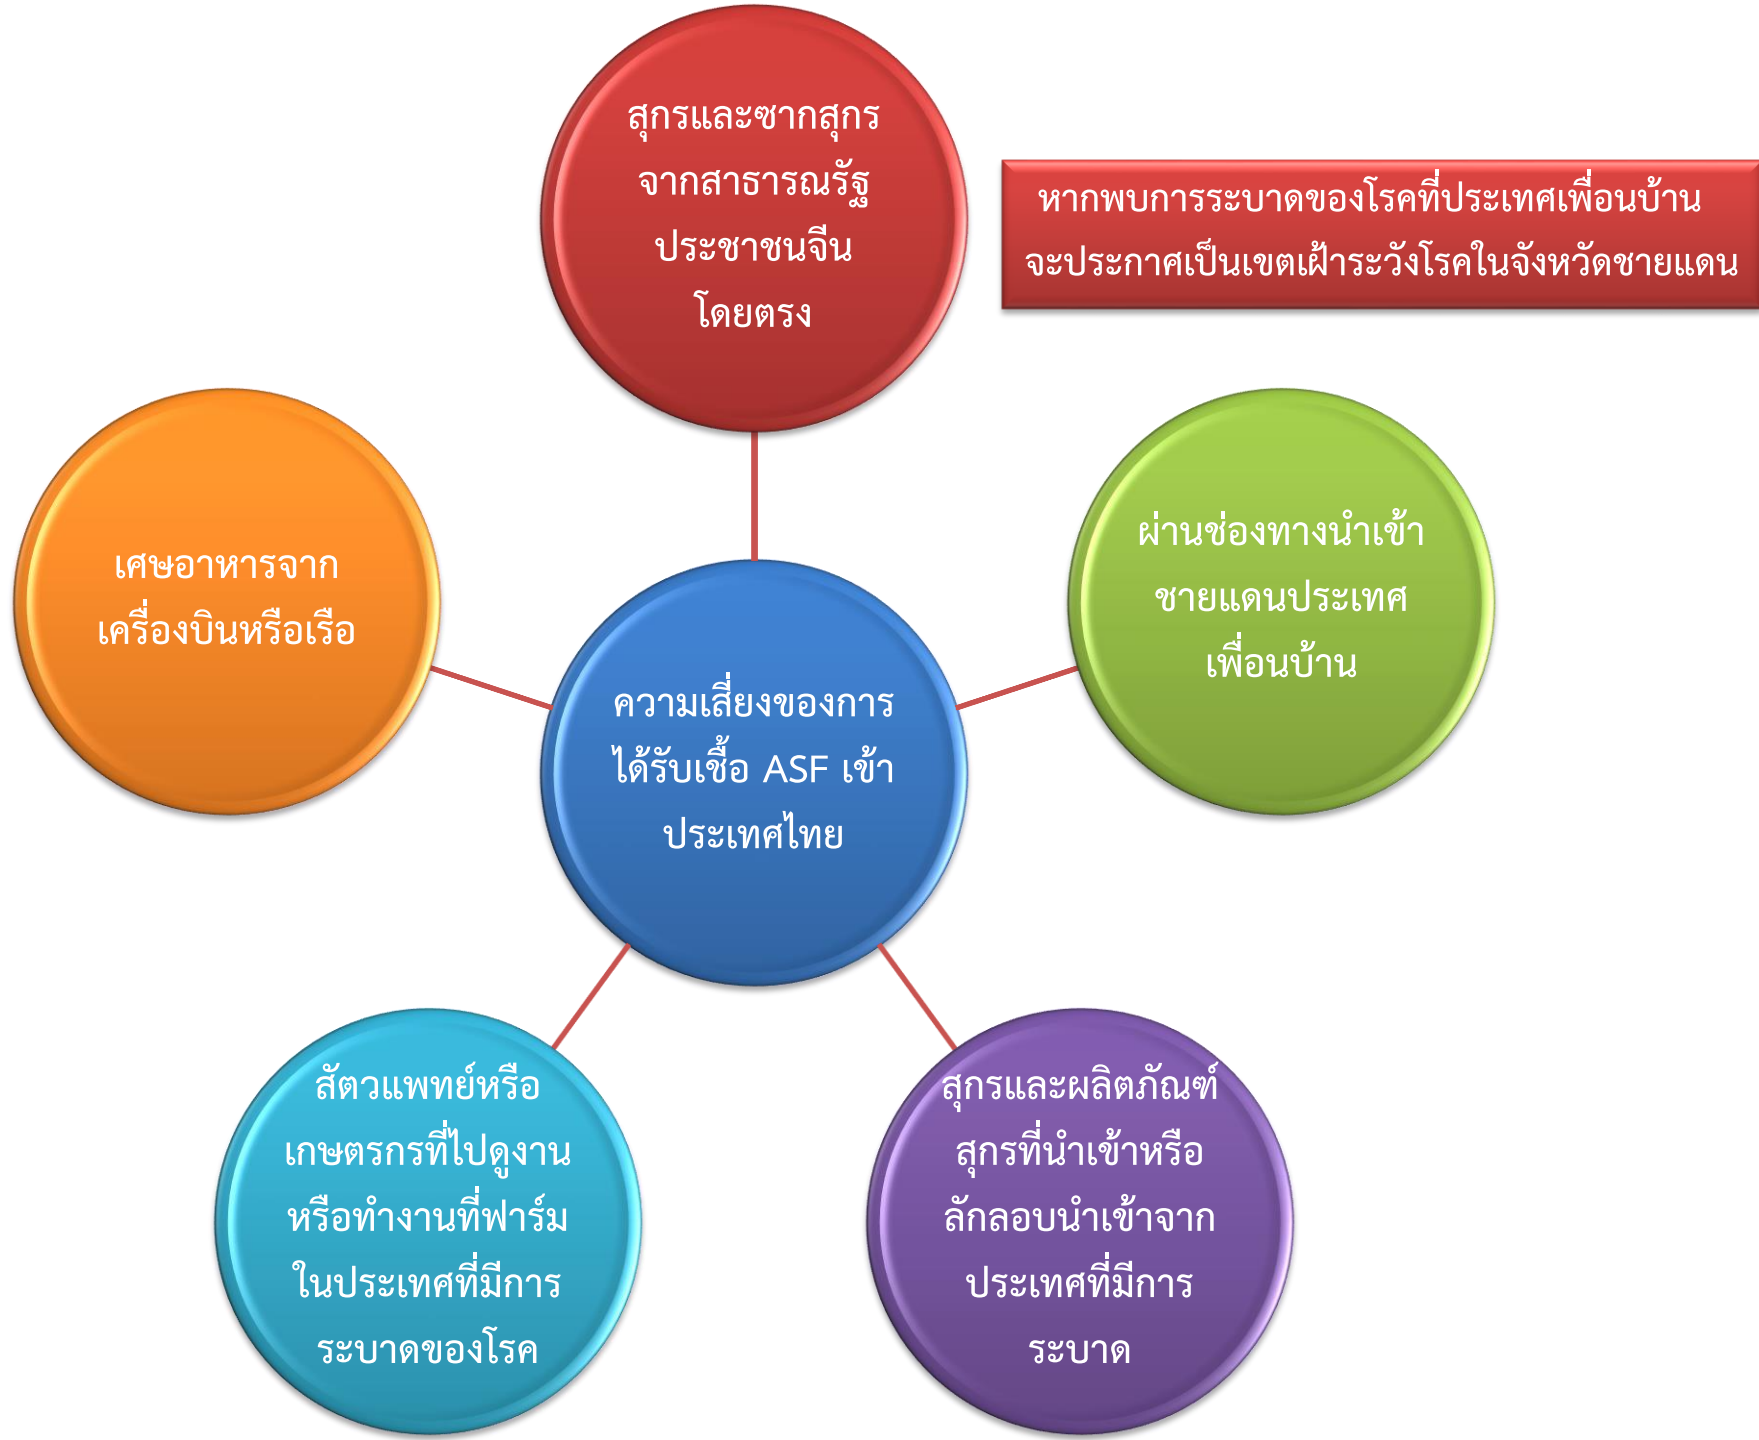 สุกรและซากสุกร
จากสาธารณรัฐ
ประชาชนจีน
โดยตรง
หากพบการระบาดของโรคที่ประเทศเพื่อนบ้าน
จะประกาศเป็นเขตเฝ้าระวังโรคในจังหวัดชายแดน
เศษอาหารจาก
เครื่องบินหรือเรือ
ผ่านช่องทางนำเข้า
ชายแดนประเทศ
เพื่อนบ้าน
ความเสี่ยงของการ
ได้รับเชื้อ ASF เข้า
ประเทศไทย
สัตวแพทย์หรือ
เกษตรกรที่ไปดูงาน
หรือทำงานที่ฟาร์ม
ในประเทศที่มีการ
ระบาดของโรค
สุกรและผลิตภัณฑ์
สุกรที่นำเข้าหรือ
ลักลอบนำเข้าจาก
ประเทศที่มีการ
ระบาด